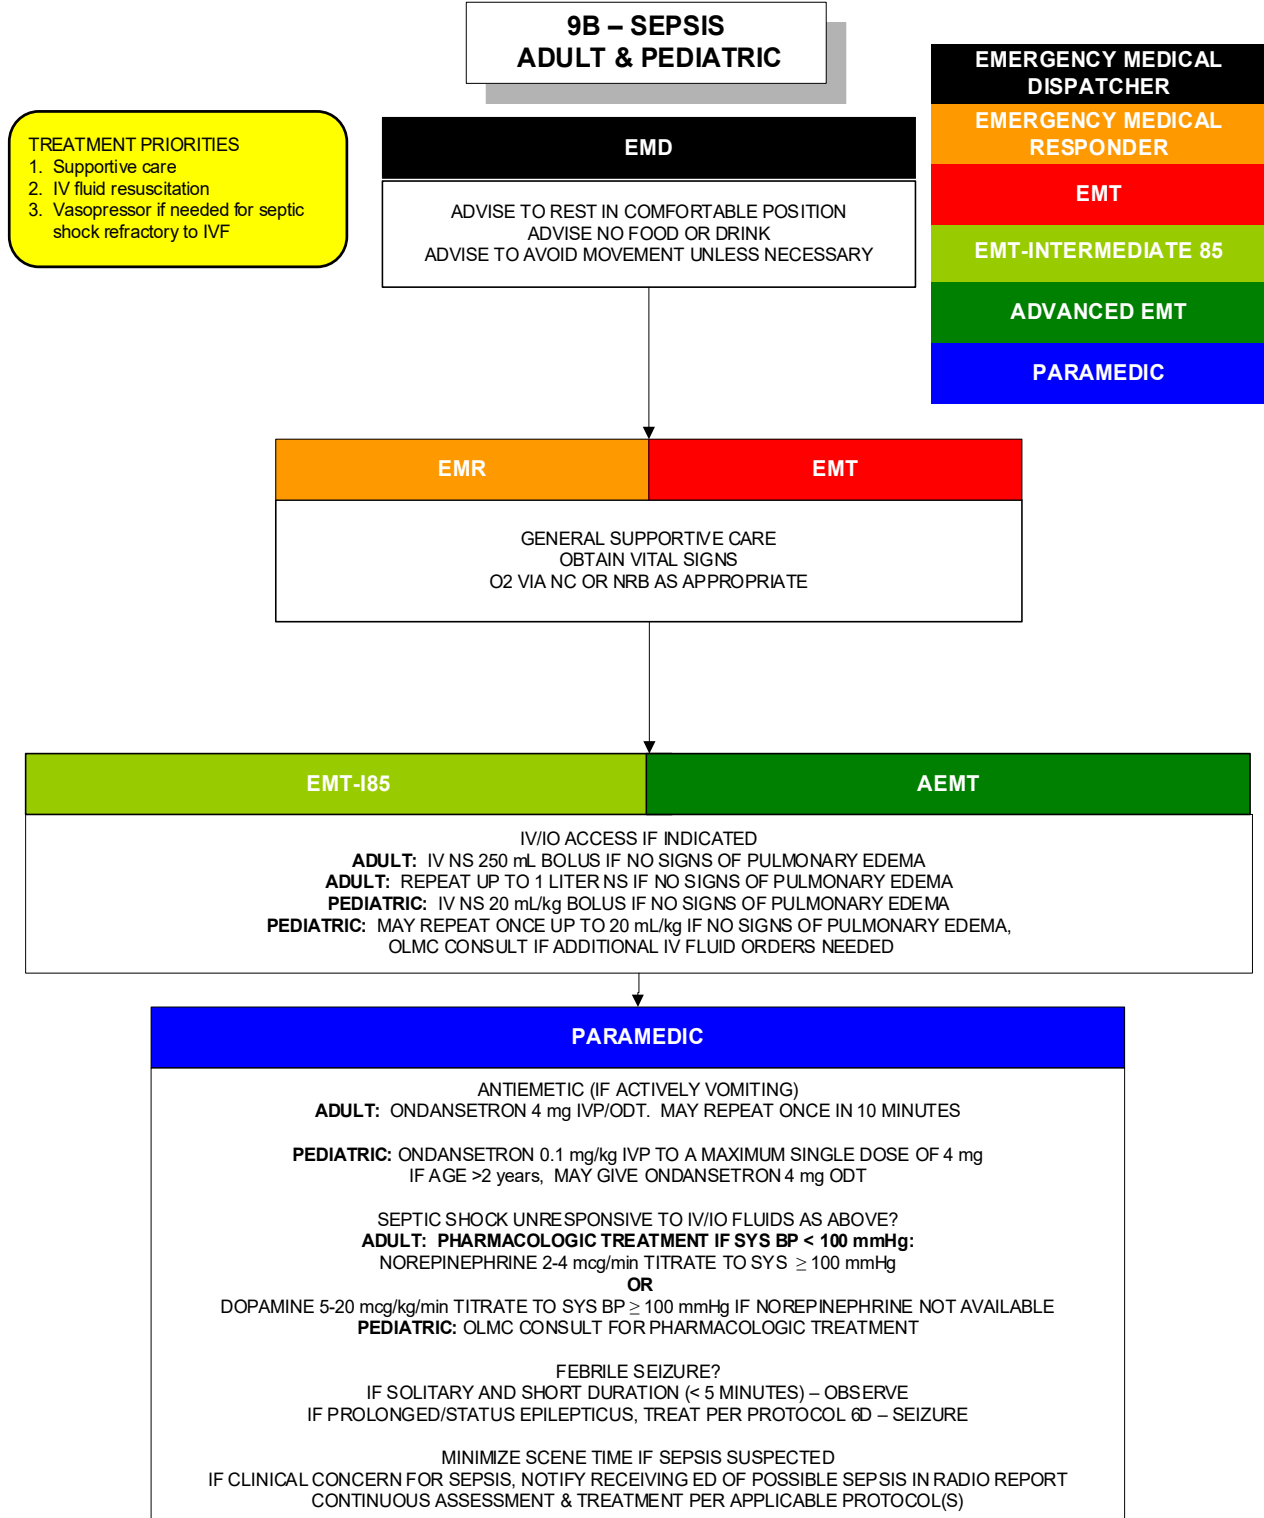 9B – SEPSIS
ADULT & PEDIATRIC
EMERGENCY MEDICAL
DISPATCHER
EMERGENCY MEDICAL
RESPONDER
EMT
EMT-INTERMEDIATE 85
ADVANCED EMT
PARAMEDIC
TREATMENT PRIORITIES
1. Supportive care
2. IV fluid resuscitation
3. Vasopressor if needed for septic
shock refractory to IVF
EMD
ADVISE TO REST IN COMFORTABLE POSITION
ADVISE NO FOOD OR DRINK
ADVISE TO AVOID MOVEMENT UNLESS NECESSARY
EMR
EMT
GENERAL SUPPORTIVE CARE
OBTAIN VITAL SIGNS
O2 VIA NC OR NRB AS APPROPRIATE
EMT-I85
AEMT
IV/IO ACCESS IF INDICATED
ADULT: IV NS 250 mL BOLUS IF NO SIGNS OF PULMONARY EDEMA
ADULT: REPEAT UP TO 1 LITER NS IF NO SIGNS OF PULMONARY EDEMA
PEDIATRIC: IV NS 20 mL/kg BOLUS IF NO SIGNS OF PULMONARY EDEMA
PEDIATRIC: MAY REPEAT ONCE UP TO 20 mL/kg IF NO SIGNS OF PULMONARY EDEMA,
OLMC CONSULT IF ADDITIONAL IV FLUID ORDERS NEEDED
PARAMEDIC
ANTIEMETIC (IF ACTIVELY VOMITING)
ADULT: ONDANSETRON 4 mg IVP/ODT. MAY REPEAT ONCE IN 10 MINUTES
PEDIATRIC: ONDANSETRON 0.1 mg/kg IVP TO A MAXIMUM SINGLE DOSE OF 4 mg
IF AGE >2 years, MAY GIVE ONDANSETRON 4 mg ODT
SEPTIC SHOCK UNRESPONSIVE TO IV/IO FLUIDS AS ABOVE?
ADULT: PHARMACOLOGIC TREATMENT IF SYS BP < 100 mmHg:
NOREPINEPHRINE 2-4 mcg/min TITRATE TO SYS ≥ 100 mmHg
OR
DOPAMINE 5-20 mcg/kg/min TITRATE TO SYS BP ≥ 100 mmHg IF NOREPINEPHRINE NOT AVAILABLE
PEDIATRIC: OLMC CONSULT FOR PHARMACOLOGIC TREATMENT
FEBRILE SEIZURE?
IF SOLITARY AND SHORT DURATION (< 5 MINUTES) – OBSERVE
IF PROLONGED/STATUS EPILEPTICUS, TREAT PER PROTOCOL 6D – SEIZURE
MINIMIZE SCENE TIME IF SEPSIS SUSPECTED
IF CLINICAL CONCERN FOR SEPSIS, NOTIFY RECEIVING ED OF POSSIBLE SEPSIS IN RADIO REPORT
CONTINUOUS ASSESSMENT & TREATMENT PER APPLICABLE PROTOCOL(S)